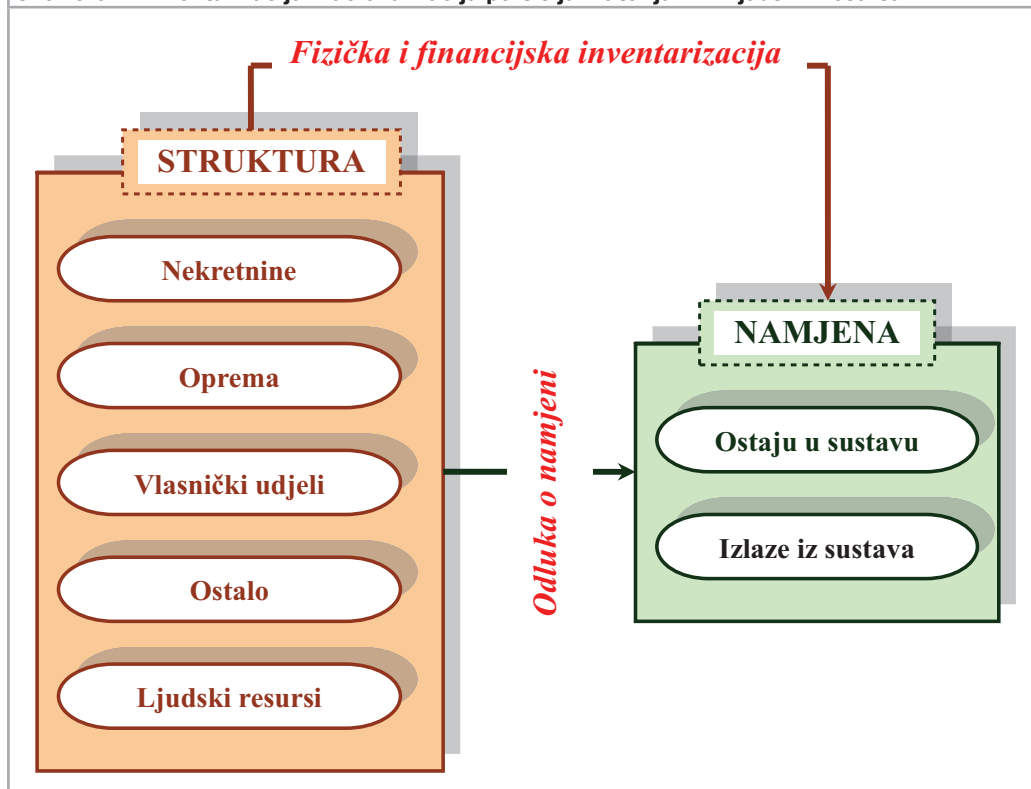 Fizička i financijska inventarizacija
STRUKTURA
Nekretnine
Oprema
Vlasnički udjeli
Ostalo
Ljudski resursi
Odluka o namjeni
NAMJENA
Ostaju u sustavu
Izlaze iz sustava